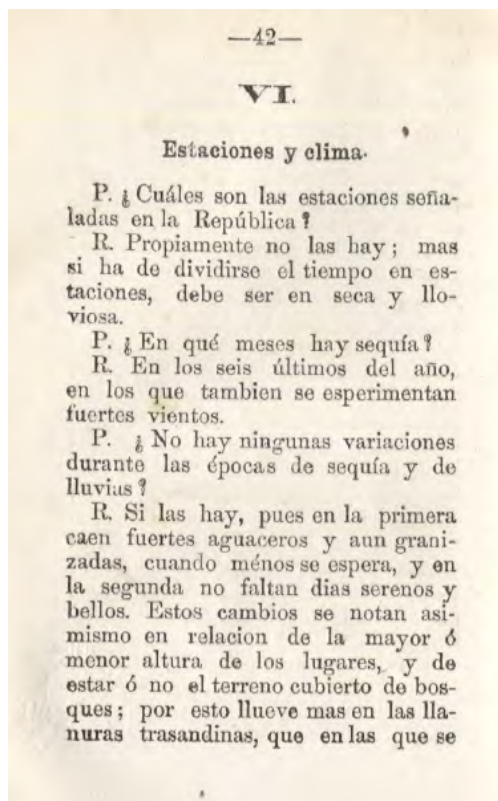 —42—
VI.
Estaciones y clima.
P. ¿Cuáles son las estaciones seña-
ladas en la República?
R. Propiamente no las hay; mas
si ha de dividirse el tiempo en es-
taciones, debe ser en seca y llo-
viosa.
P. ¿En qué meses hay sequía?
R. En los seis últimos del año,
en los que tambien se esperimentan
fuertes vientos.
P. ¿No hay ningunas variaciones
durante las épocas de sequía y de
lluvias?
R. Si las hay, pues en la primera
caen fuertes aguaceros y aun grani-
zadas, cuando ménos se espera, y en
la segunda no faltan dias serenos y
bellos. Estos cambios se notan asi-
mismo en relacion de la mayor ó
menor altura de los lugares, y de
estar ó no el terreno cubierto de bos-
ques; por esto llueve mas en las lla-
nuras trasandinas, que en las que se